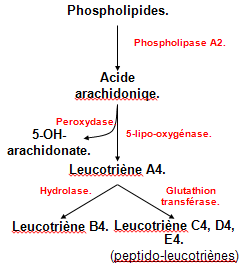 Phospholipides.
Phospholipase A2.
Acide
arachidoniqe.
Peroxydase
5-OH-
arachidonate.
5-lipo-oxygénase.
Leucotriène A4.
Hydrolase.
Glutathion
transférase.
Leucotriène B4.
Leucotriène C4, D4,
E4.
(peptido-leucotriènes)